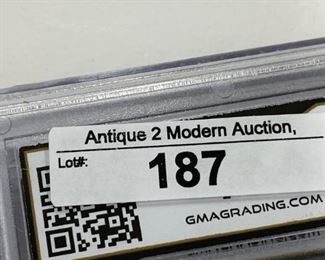 Antique 2 Modern Auction,
Lot#:
187
GMAGRADING.COM